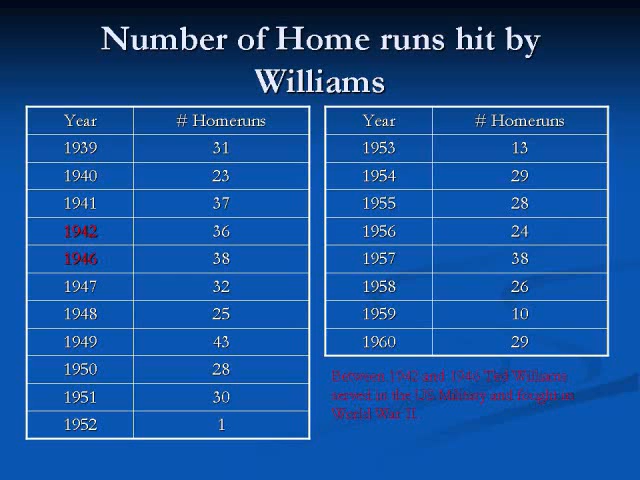 Number of Home runs hit by
Williams
Year # Homeruns
1939 31
1940 23
1941 37
1942 36
1946 38
1947 32
1948 25
1949 43
1950 28
1951 30
1952 1
Year # Homeruns
1953 13
1954 29
1955 28
1956 24
1957 38
1958 26
1959 10
1960 29
Between 1942 and 1946 Ted Williams
served in the US Military and fought in
World War II.